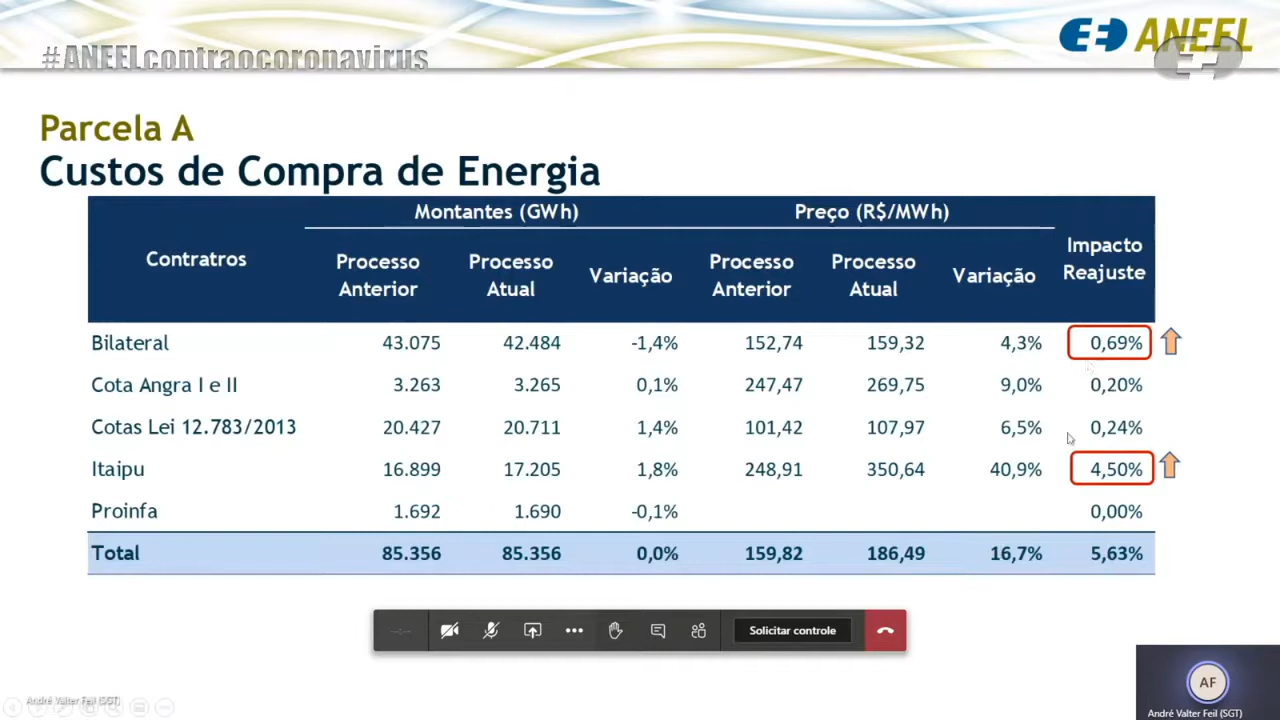 #ANEELcontraocoronavirus
ANEEL
Parcela A
Custos de Compra de Energia
Contratros
Montantes (GWh)
Preço (R$/MWh)
Impacto
Reajuste
Processo
Anterior
Processo
Atual
Variação
Processo
Anterior
Processo
Atual
Variação
Bilateral 43.075 42.484 -1,4% 152,74 159,32 4,3% 0,69%
Cota Angra I e II 3.263 3.265 0,1% 247,47 269,75 9,0% 0,20%
Cotas Lei 12.783/2013 20.427 20.711 1,4% 101,42 107,97 6,5% 0,24%
Itaipu 16.899 17.205 1,8% 248,91 350,64 40,9% 4,50%
Proinfa 1.692 1.690 -0,1% 0,00%
Total 85.356 85.356 0,0% 159,82 186,49 16,7% 5,63%
Solicitar controle
AF
André Valter Feil (SGT)
André Valter Feil (SGT)